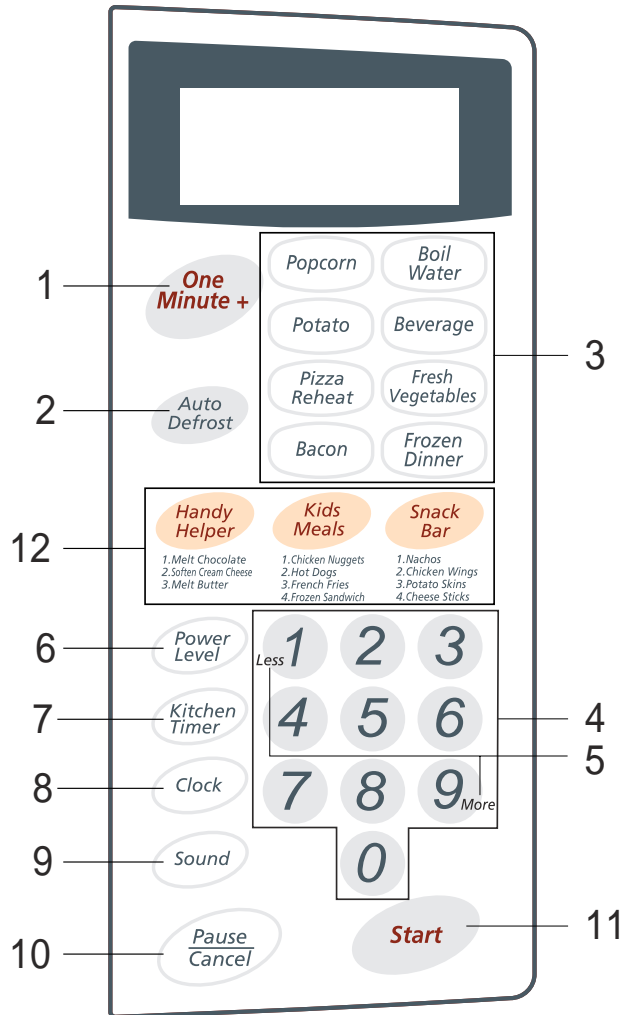 1
One
Minute +
Popcorn
Boil
Water
Potato
Beverage
3
2
Auto
Defrost
Pizza
Reheat
Fresh
Vegetables
Bacon
Frozen
Dinner
12
Handy
Helper
1.Melt Chocolate
2.Soften Cream Cheese
3.Melt Butter
Kids
Meals
1.Chicken Nuggets
2.Hot Dogs
3.French Fries
4.Frozen Sandwich
Snack
Bar
1.Nachos
2.Chicken Wings
3.Potato Skins
4.Cheese Sticks
6
Power
Level
Less
1
2
3
7
Kitchen
Timer
4
5
6
4
5
8
Clock
7
8
9
More
9
Sound
0
10
Pause
Cancel
Start
11